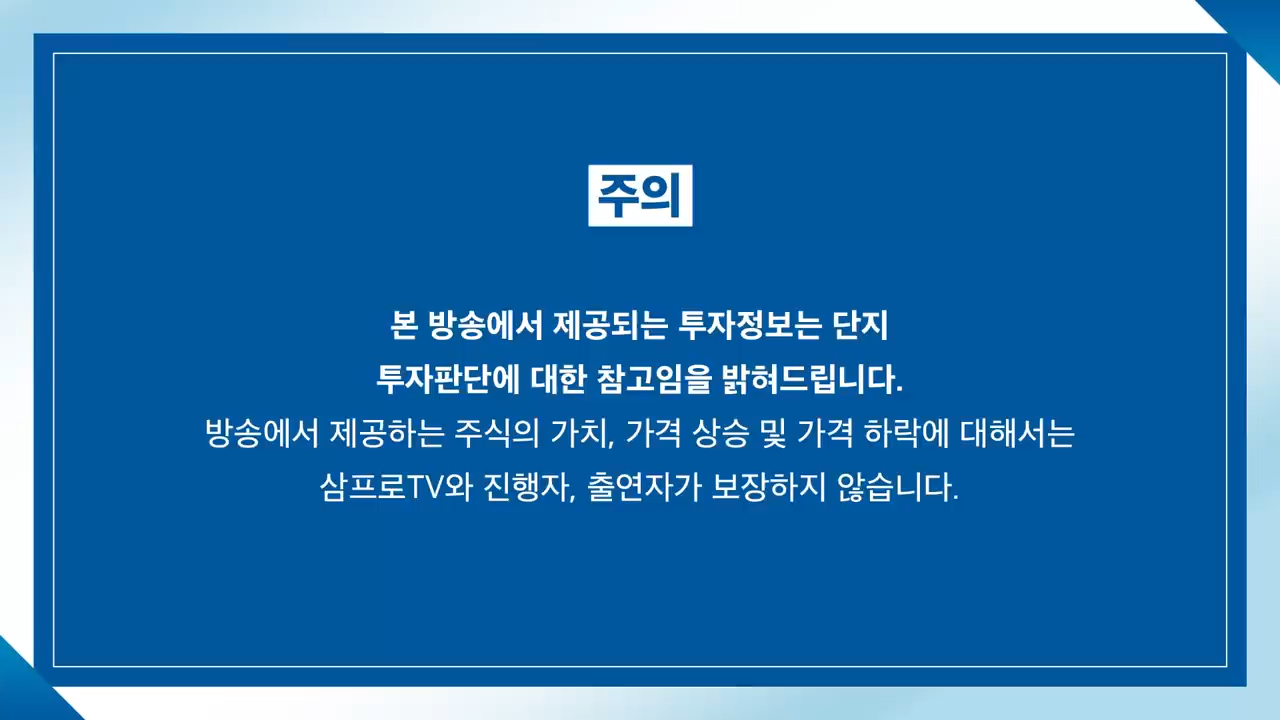 주의
본 방송에서 제공되는 투자정보는 단지
투자판단에 대한 참고임을 밝혀드립니다.
방송에서 제공하는 주식의 가치, 가격 상승 및 가격 하락에 대해서는
삼프로TV와 진행자, 출연자가 보장하지 않습니다.